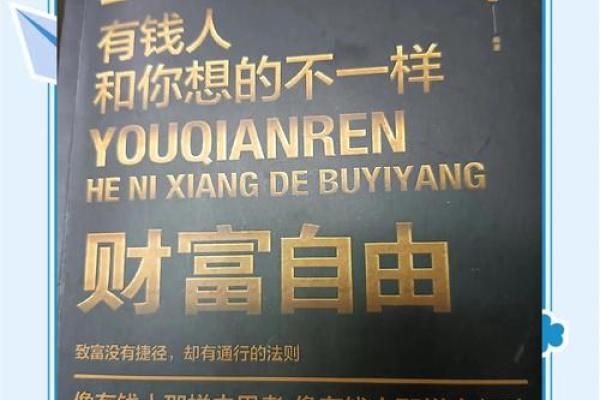 有钱人
和你想的不一样
YOUQIANREN
HE NI XIANG DE BUYIYANG
财富自由
致富没有捷径，却有通行的法则